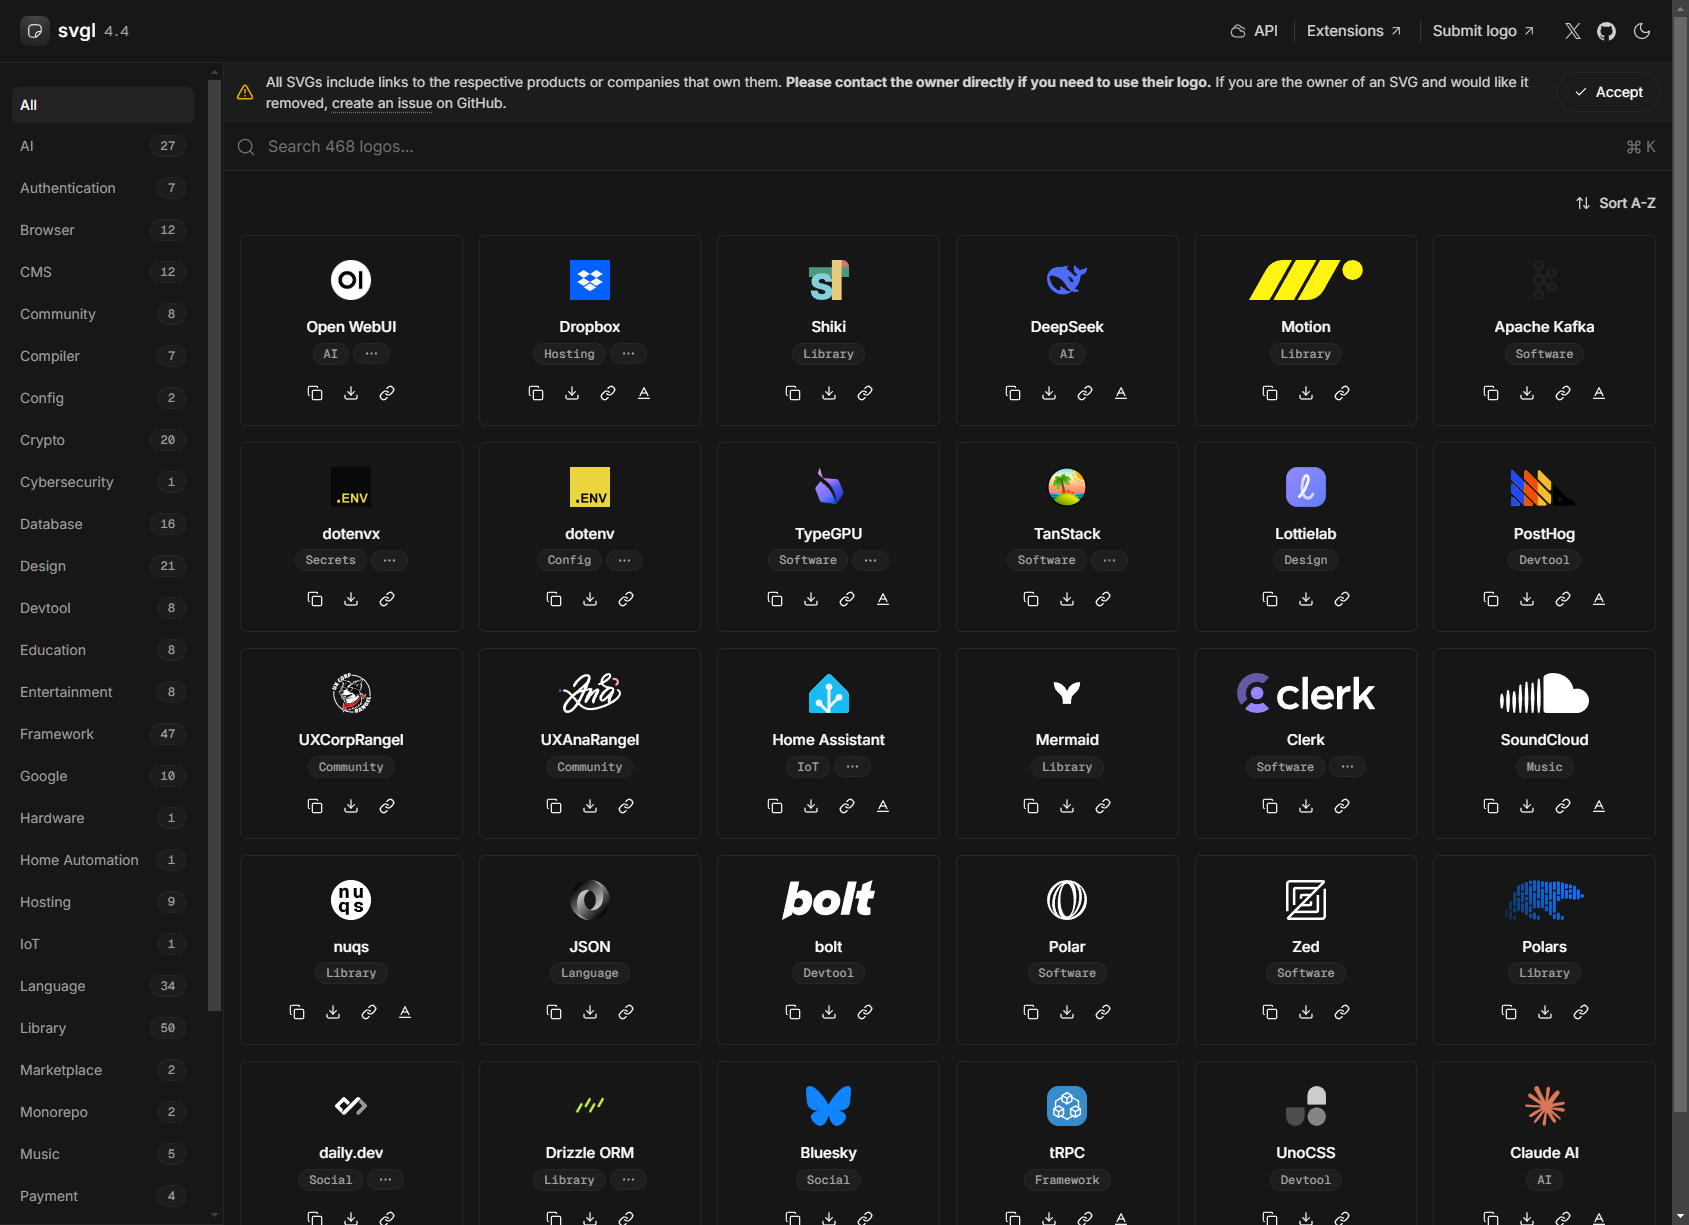 svgl 4.4
API
Extensions
Submit logo
All SVGs include links to the respective products or companies that own them. Please contact the owner directly if you need to use their logo. If you are the owner of an SVG and would like it
removed, create an issue on GitHub.
Accept
Search 468 logos...
⌘ K
Sort A-Z
All
AI 27
Authentication 7
Browser 12
CMS 12
Community 8
Compiler 7
Config 2
Crypto 20
Cybersecurity 1
Database 16
Design 21
Devtool 8
Education 8
Entertainment 8
Framework 47
Google 10
Hardware 1
Home Automation 1
Hosting 9
IoT 1
Language 34
Library 50
Marketplace 2
Monorepo 2
Music 5
Payment 4
OI
Open WebUI
AI ...
Dropbox
Hosting ...
Shiki
Library
DeepSeek
AI
Motion
Library
Apache Kafka
Software
.ENV
dotenvx
Secrets ...
.ENV
dotenv
Config ...
TypeGPU
Software ...
TanStack
Software ...
Lottielab
Design
PostHog
Devtool
UX CORP RANGEL
UXCorpRangel
Community
Ana
UXAnaRangel
Community
Home Assistant
IoT ...
Mermaid
Library
clerk
Clerk
Software ...
SoundCloud
Music
nu
qs
nuqs
Library
JSON
Language
bolt
bolt
Devtool
Polar
Software
Zed
Software
Polars
Library
daily.dev
Social ...
Drizzle ORM
Library ...
Bluesky
Social
tRPC
Framework
UnoCSS
Devtool
Claude AI
AI